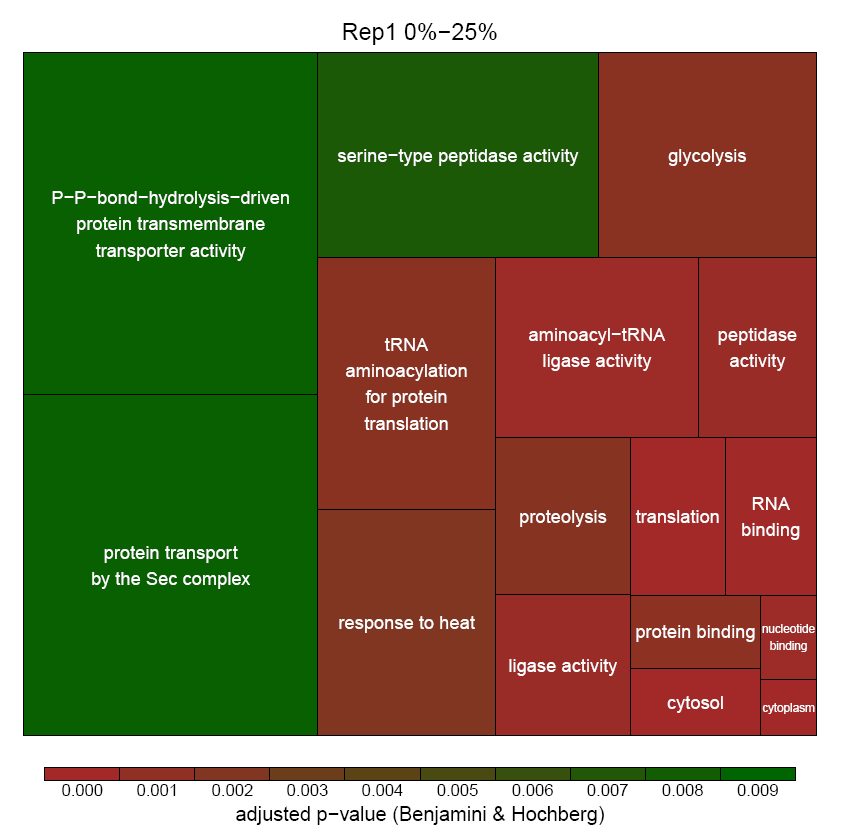 Rep1 0%−25%
P−P−bond−hydrolysis−driven
protein transmembrane
transporter activity
serine−type peptidase activity
glycolysis
tRNA
aminoacylation
for protein
translation
aminoacyl−tRNA
ligase activity
peptidase
activity
protein transport
by the Sec complex
response to heat
proteolysis
translation
RNA
binding
ligase activity
protein binding
nucleotide
binding
cytosol
cytoplasm
0.000 0.001 0.002 0.003 0.004 0.005 0.006 0.007 0.008 0.009
adjusted p−value (Benjamini & Hochberg)